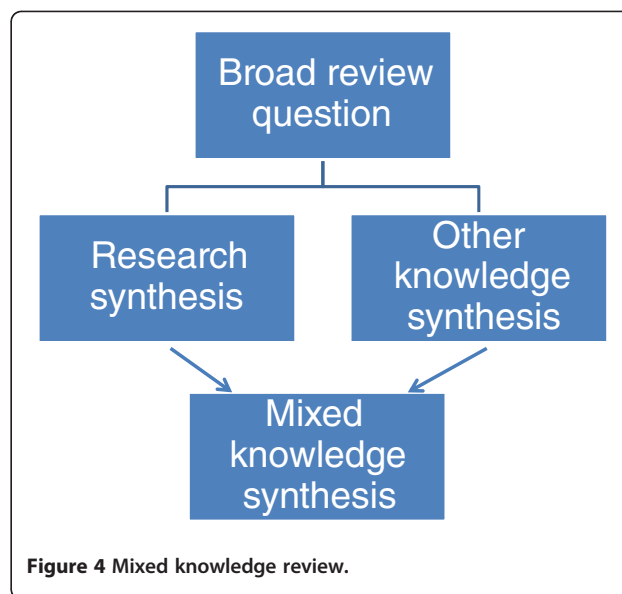 Broad review
question
Research
synthesis
Other
knowledge
synthesis
Mixed
knowledge
synthesis
Figure 4 Mixed knowledge review.